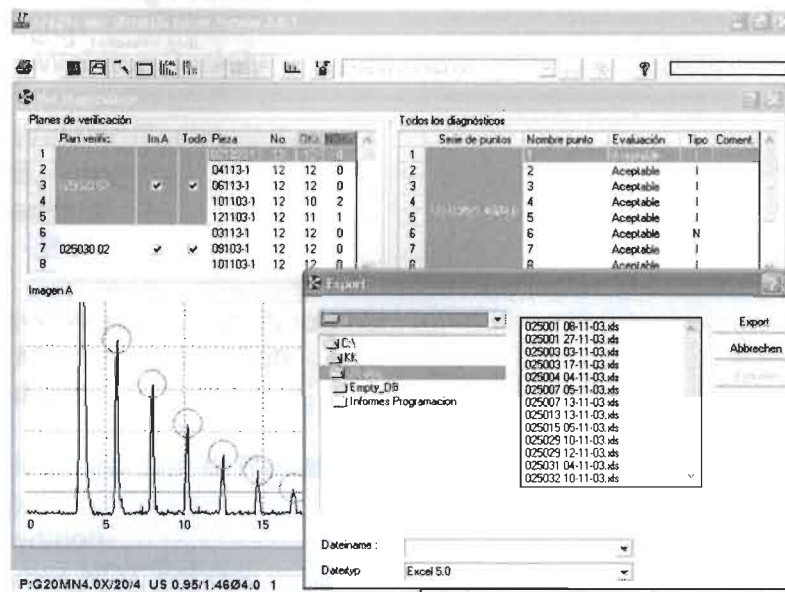 Planes de verificación
Plan verific. Im.A Todo Pieza No
1
2 04113-1 12 12 0
3 06113-1 12 12 0
4 101103-1 12 10 2
5 121103-1 12 11 1
6 03113-1 12 12 0
7 025030 02 09103-1 12 12 0
8 101103-1 12 12 0
Todos los diagnósticos
Serie de puntos Nombre punto Evaluación Tipo Coment.
1 1
2 2 Aceptable I
3 3 Aceptable I
4 4 Aceptable I
5 5 Aceptable I
6 6 Aceptable N
7 7 Aceptable I
8 8 Aceptable I
Imagen A
0 5 10 15
Export
C:\
Empty_DB
Informes Programacion
025001 06-11-03.xls
025001 27-11-03.xls
025003 03-11-03.xls
025003 17-11-03.xls
025004 04-11-03.xls
025007 05-11-03.xls
025007 13-11-03.xls
025013 13-11-03.xls
025015 05-11-03.xls
025029 10-11-03.xls
025029 12-11-03.xls
025031 04-11-03.xls
025032 10-11-03.xls
Export
Abbrechen
Dateiname :
Dateityp Excel 5.0
P:G20MN4.0X/20/4 US 0.95/1.46Ø4.0 1